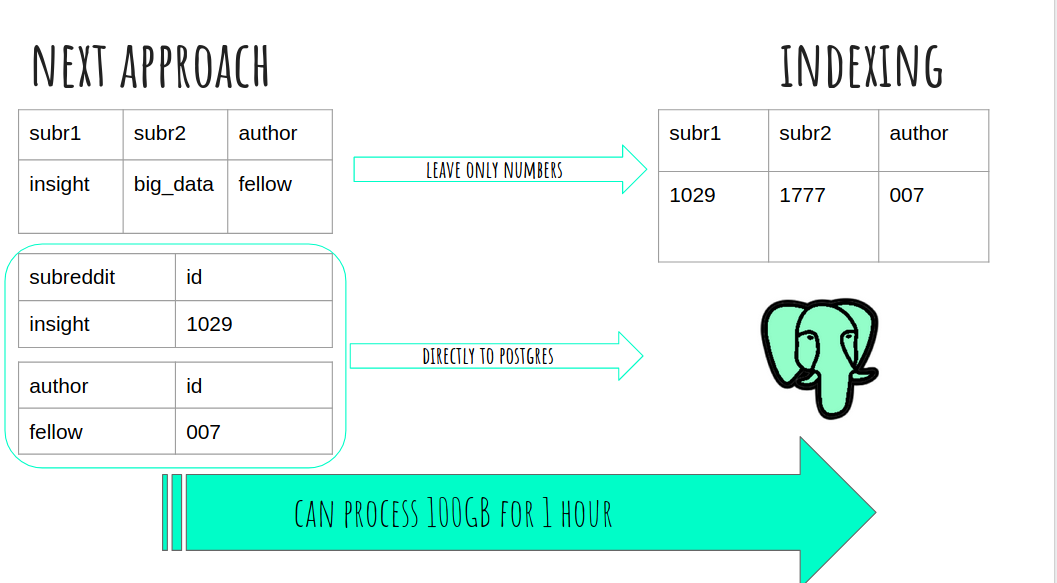 NEXT APPROACH
INDEXING
subr1 subr2 author
insight big_data fellow
LEAVE ONLY NUMBERS
subr1 subr2 author
1029 1777 007
subreddit id
insight 1029
author id
fellow 007
DIRECTLY TO POSTGRES
CAN PROCESS 100GB FOR 1 HOUR